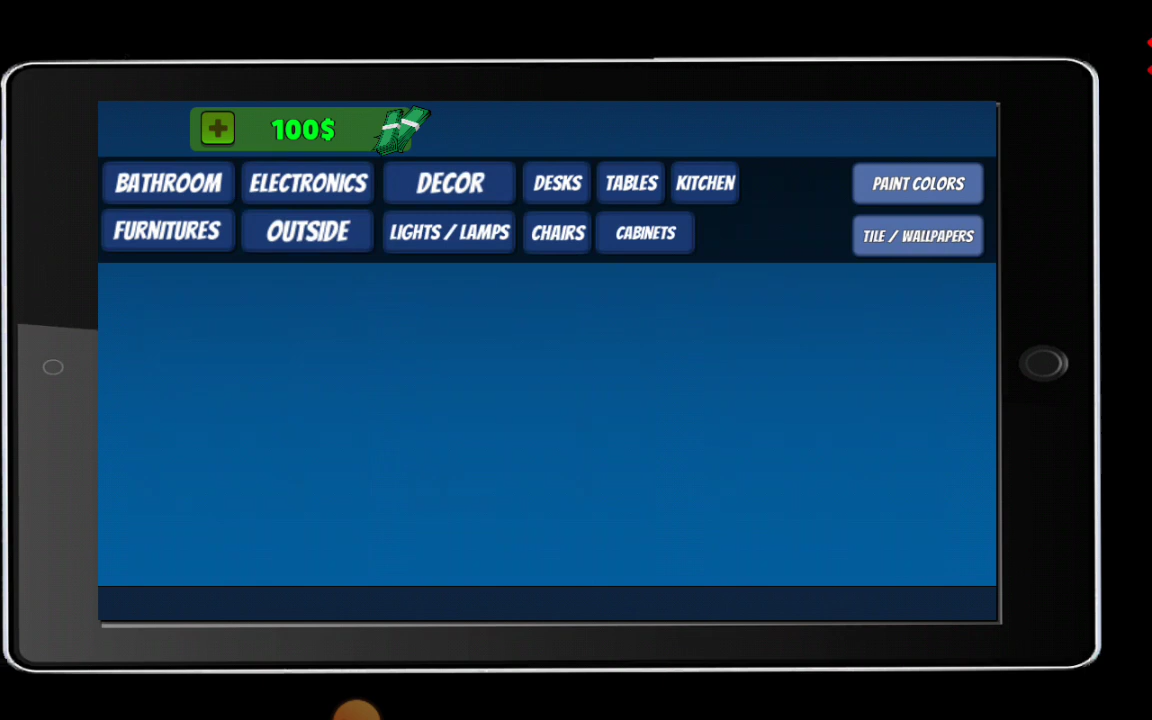 100$
BATHROOM ELECTRONICS DECOR DESKS TABLES KITCHEN PAINT COLORS
FURNITURES OUTSIDE LIGHTS / LAMPS CHAIRS CABINETS TILE / WALLPAPERS